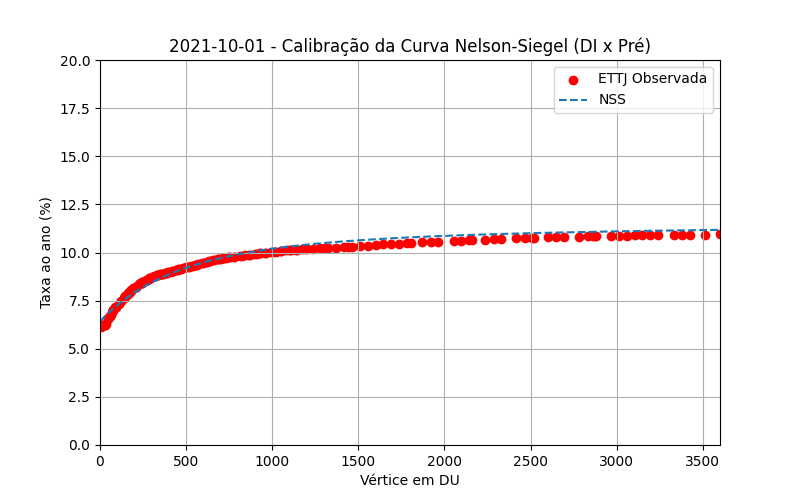 2021-10-01 - Calibração da Curva Nelson-Siegel (DI x Pré)
ETTJ Observada
NSS
Taxa ao ano (%)
20.0
17.5
15.0
12.5
10.0
7.5
5.0
2.5
0.0
0 500 1000 1500 2000 2500 3000 3500
Vértice em DU